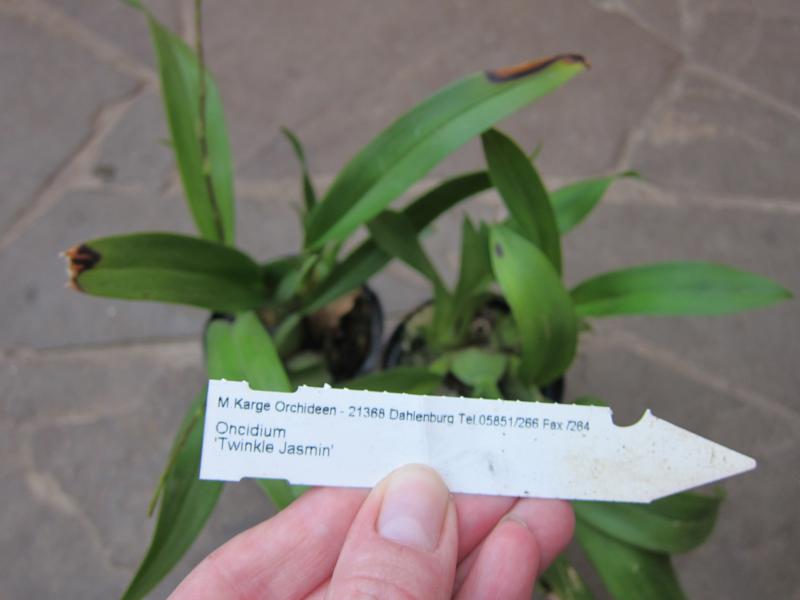 M.Karge Orchideen - 21368 Dahlenburg Tel.05851/266 Fax /264
Oncidium
'Twinkle Jasmin'